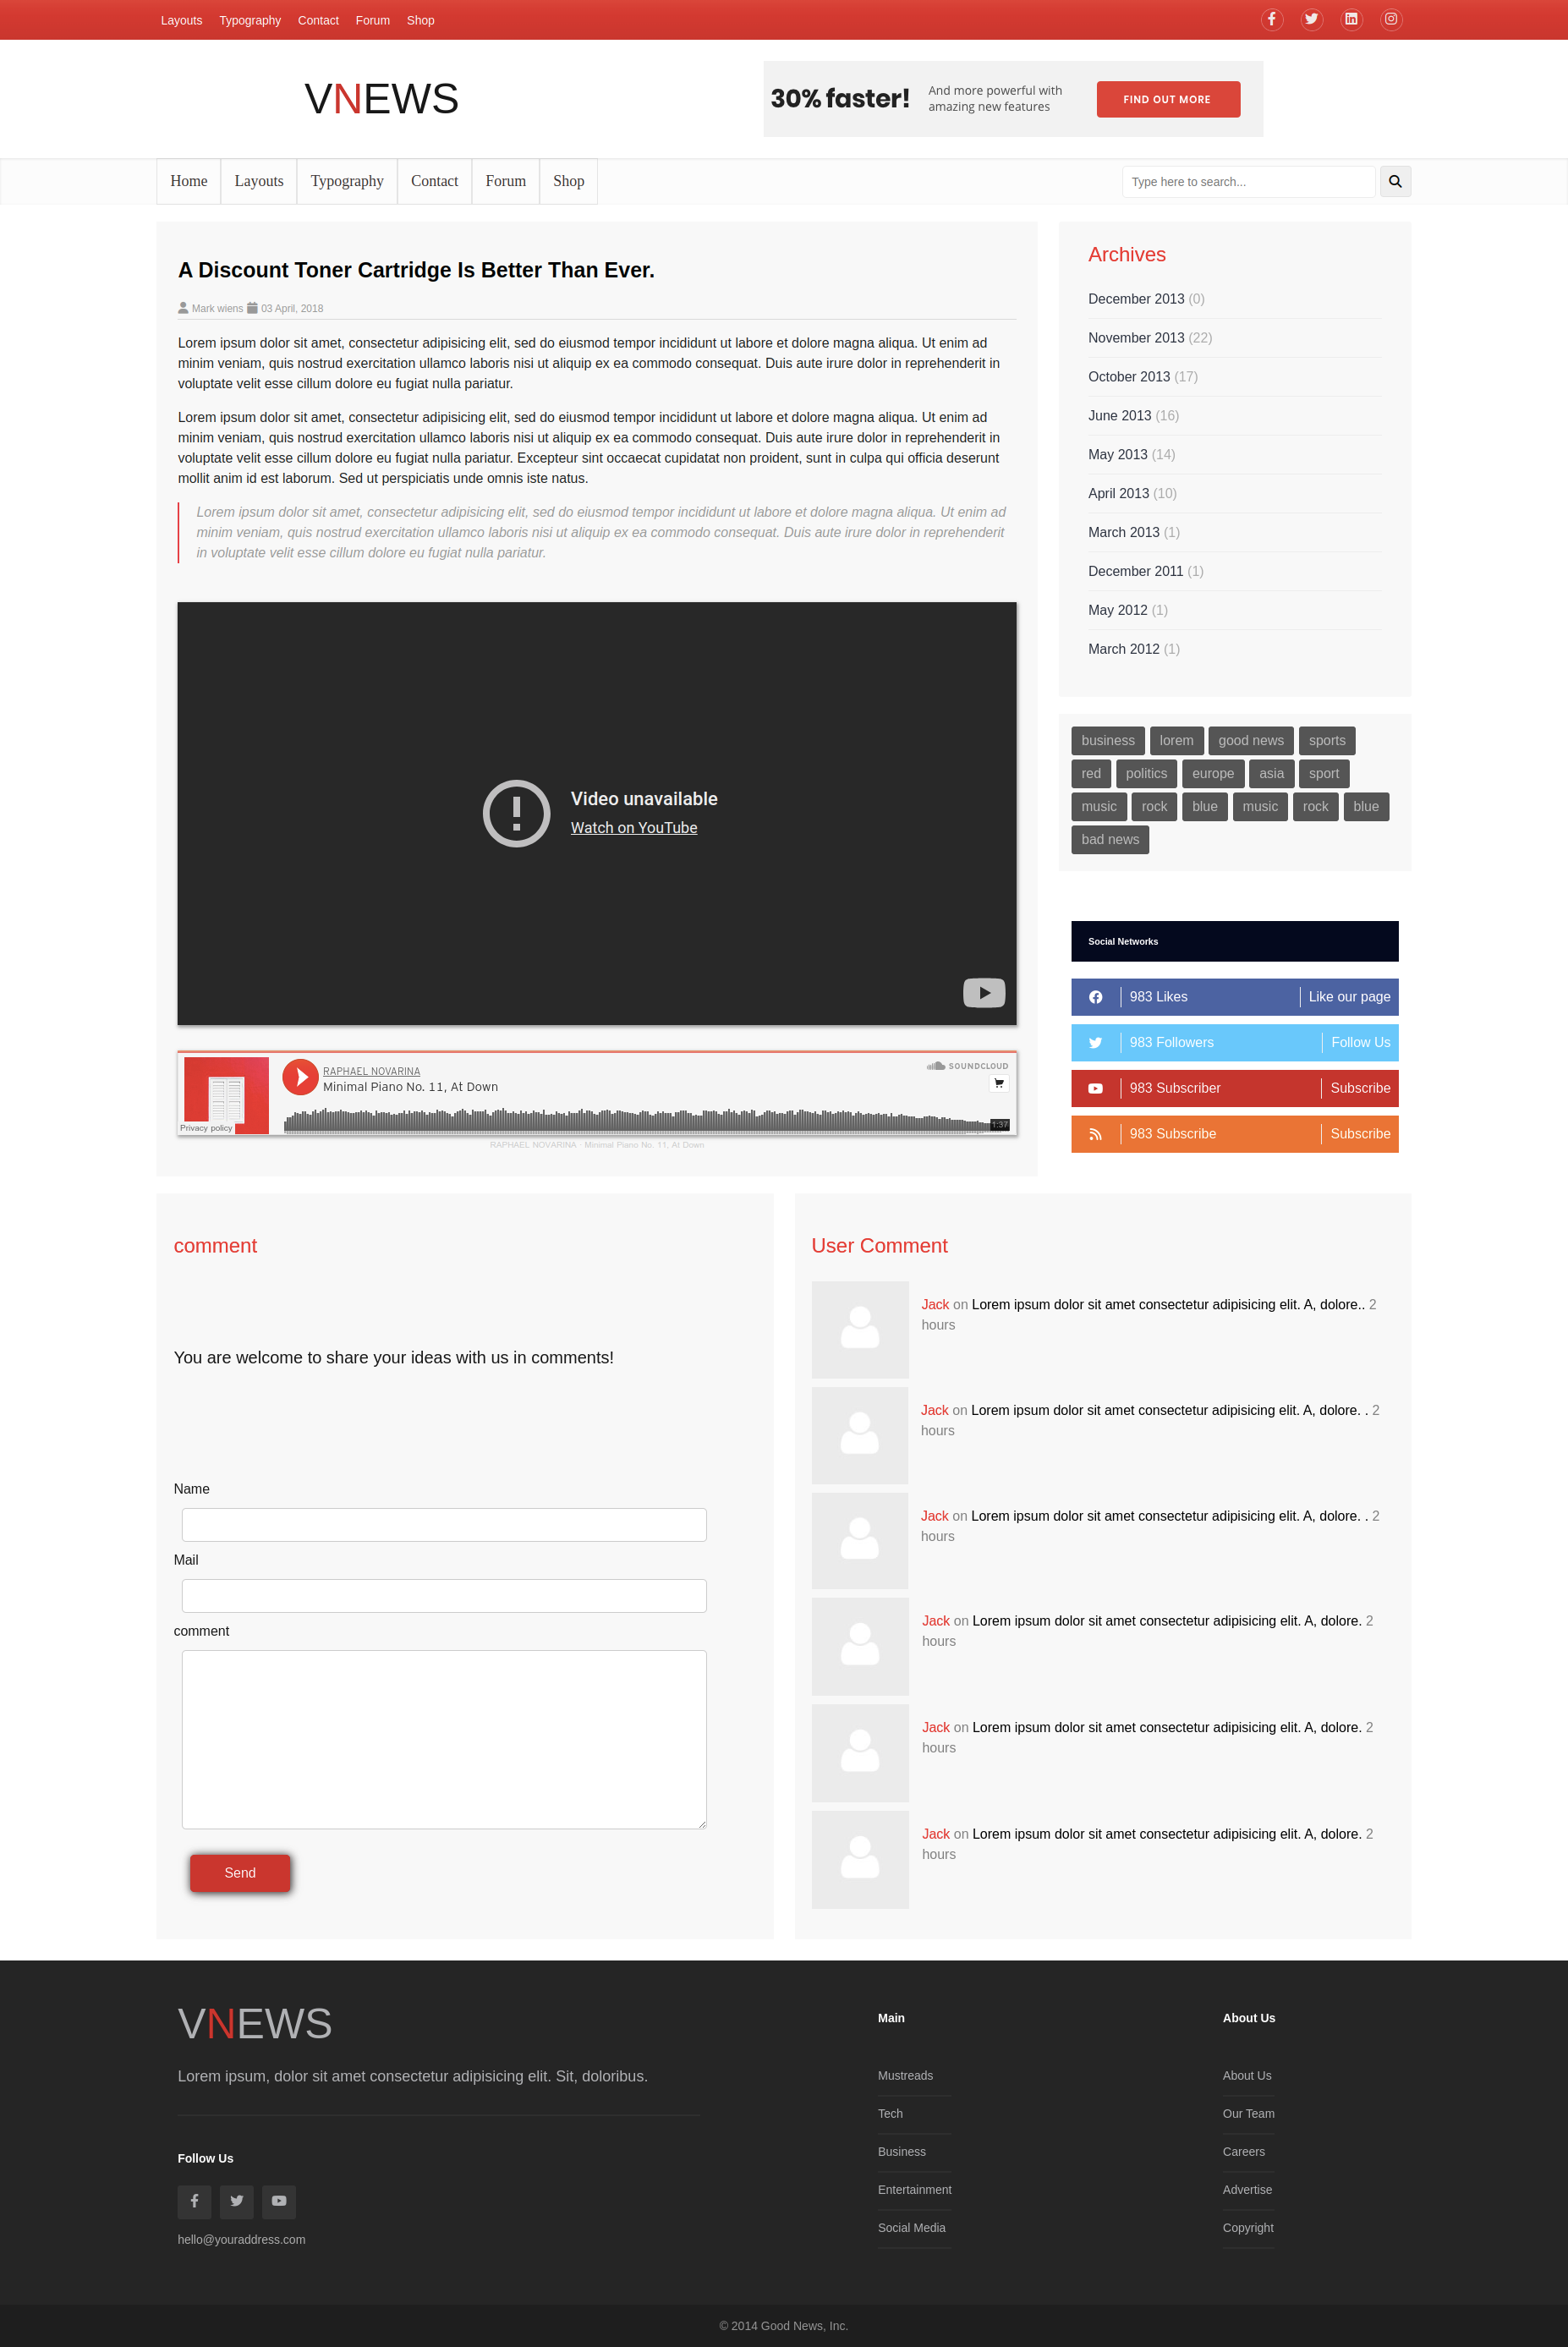 Layouts Typography Contact Forum Shop
VNEWS
30% faster!
And more powerful with
amazing new features
FIND OUT MORE
Home Layouts Typography Contact Forum Shop
Type here to search...
A Discount Toner Cartridge Is Better Than Ever.
Mark wiens 03 April, 2018
Lorem ipsum dolor sit amet, consectetur adipisicing elit, sed do eiusmod tempor incididunt ut labore et dolore magna aliqua. Ut enim ad
minim veniam, quis nostrud exercitation ullamco laboris nisi ut aliquip ex ea commodo consequat. Duis aute irure dolor in reprehenderit in
voluptate velit esse cillum dolore eu fugiat nulla pariatur.
Lorem ipsum dolor sit amet, consectetur adipisicing elit, sed do eiusmod tempor incididunt ut labore et dolore magna aliqua. Ut enim ad
minim veniam, quis nostrud exercitation ullamco laboris nisi ut aliquip ex ea commodo consequat. Duis aute irure dolor in reprehenderit in
voluptate velit esse cillum dolore eu fugiat nulla pariatur. Excepteur sint occaecat cupidatat non proident, sunt in culpa qui officia deserunt
mollit anim id est laborum. Sed ut perspiciatis unde omnis iste natus.
Lorem ipsum dolor sit amet, consectetur adipisicing elit, sed do eiusmod tempor incididunt ut labore et dolore magna aliqua. Ut enim ad
minim veniam, quis nostrud exercitation ullamco laboris nisi ut aliquip ex ea commodo consequat. Duis aute irure dolor in reprehenderit
in voluptate velit esse cillum dolore eu fugiat nulla pariatur.
Video unavailable
Watch on YouTube
RAPHAEL NOVARINA
Minimal Piano No. 11, At Down
SOUNDCLOUD
Privacy policy
1:37
RAPHAEL NOVARINA · Minimal Piano No. 11, At Down
Archives
December 2013 (0)
November 2013 (22)
October 2013 (17)
June 2013 (16)
May 2013 (14)
April 2013 (10)
March 2013 (1)
December 2011 (1)
May 2012 (1)
March 2012 (1)
business lorem good news sports
red politics europe asia sport
music rock blue music rock blue
bad news
Social Networks
983 Likes Like our page
983 Followers Follow Us
983 Subscriber Subscribe
983 Subscribe Subscribe
comment
You are welcome to share your ideas with us in comments!
Name
Mail
comment
Send
User Comment
Jack on Lorem ipsum dolor sit amet consectetur adipisicing elit. A, dolore.. 2
hours
Jack on Lorem ipsum dolor sit amet consectetur adipisicing elit. A, dolore. . 2
hours
Jack on Lorem ipsum dolor sit amet consectetur adipisicing elit. A, dolore. . 2
hours
Jack on Lorem ipsum dolor sit amet consectetur adipisicing elit. A, dolore. 2
hours
Jack on Lorem ipsum dolor sit amet consectetur adipisicing elit. A, dolore. 2
hours
Jack on Lorem ipsum dolor sit amet consectetur adipisicing elit. A, dolore. 2
hours
VNEWS
Lorem ipsum, dolor sit amet consectetur adipisicing elit. Sit, doloribus.
Follow Us
hello@youraddress.com
Main
Mustreads
Tech
Business
Entertainment
Social Media
About Us
About Us
Our Team
Careers
Advertise
Copyright
© 2014 Good News, Inc.